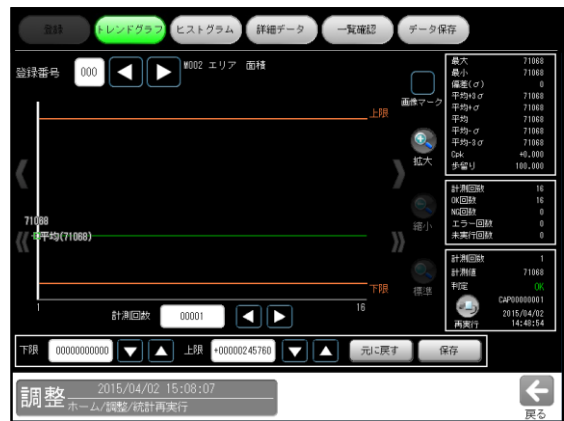 登録 トレンドグラフ ヒストグラム 詳細データ 一覧確認 データ保存
登録番号 000 W002 エリア 面積
画像マーク
上限
拡大
縮小
標準
71068
平均(71068)
下限
1 16
計測回数 00001
最大 71068
最小 71068
偏差(σ) 0
平均+3σ 71068
平均+σ 71068
平均 71068
平均-σ 71068
平均-3σ 71068
Cpk +0.000
歩留り 100.000
計測回数 16
OK回数 16
NG回数 0
エラー回数 0
未実行回数 0
計測回数 1
計測値 71068
判定 OK
CAP00000001
2015/04/02
14:48:54
再実行
下限 00000000000 上限 +00000245760 元に戻す 保存
調整 2015/04/02 15:08:07
ホーム/調整/統計再実行
戻る